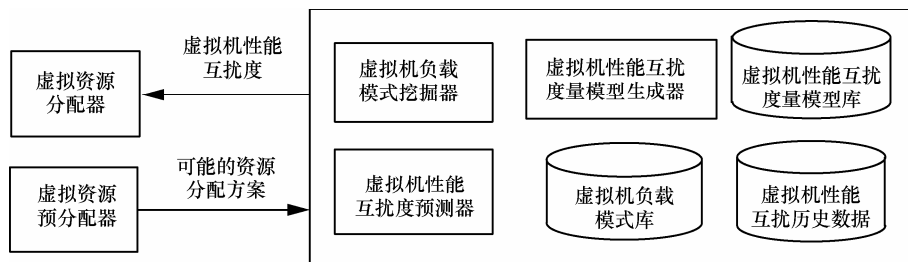 虚拟资源
分配器
虚拟机性能
互扰度
虚拟资源
预分配器
可能的资源
分配方案
虚拟机负载
模式挖掘器
虚拟机性能互扰
度量模型生成器
虚拟机性能互扰
度量模型库
虚拟机性能
互扰度预测器
虚拟机负载
模式库
虚拟机性能
互扰历史数据